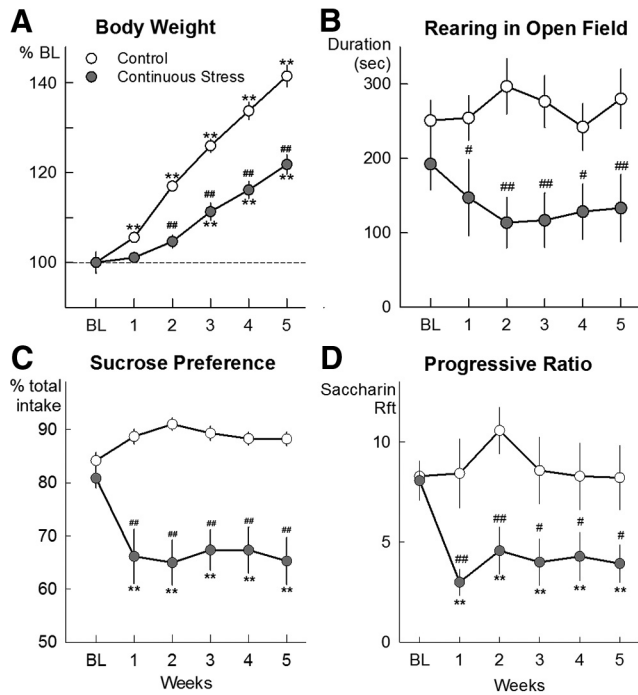 A
Body Weight
% BL
Control
Continuous Stress
140
120
100
**
**
**
**
**
##
##
##
##
**
**
**
BL 1 2 3 4 5
B
Rearing in Open Field
Duration
(sec)
300
200
100
0
#
##
##
#
##
BL 1 2 3 4 5
C
Sucrose Preference
% total
intake
90
80
70
60
50
## ## ## ## ##
** ** ** ** **
BL 1 2 3 4 5
Weeks
D
Progressive Ratio
Saccharin
Rft
10
5
0
## ## # # #
** ** ** ** **
BL 1 2 3 4 5
Weeks